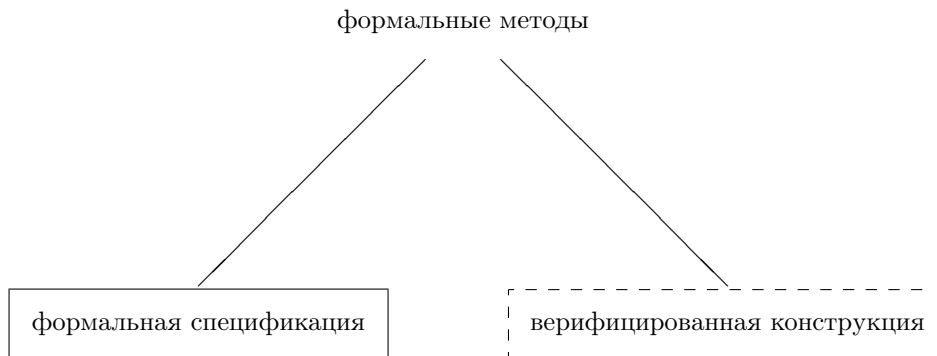 формальные методы
формальная спецификация
верифицированная конструкция